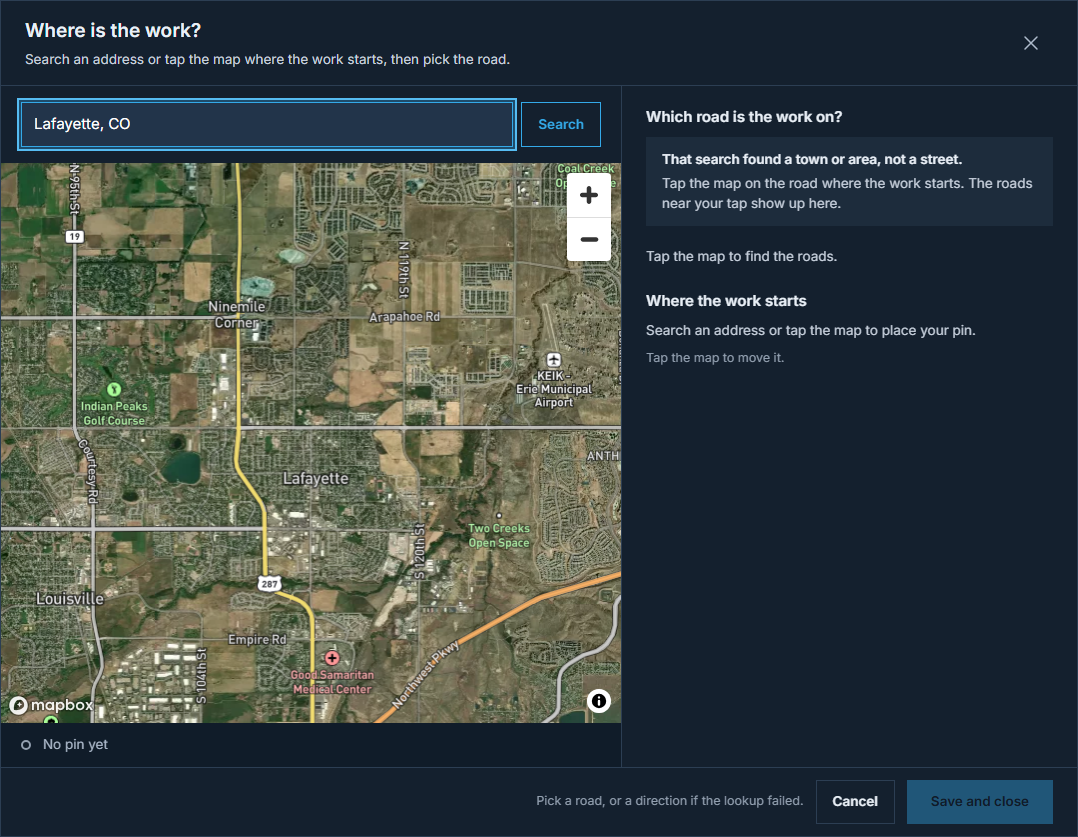 Where is the work?
Search an address or tap the map where the work starts, then pick the road.
Lafayette, CO
Search
Coal Creek
N 95th St
19
N 119th St
Ninemile
Corner
Arapahoe Rd
KEIK -
Erie Municipal
Airport
Indian Peaks
Golf Course
Courtesy Rd
ANTH
Lafayette
Two Creeks
Open Space
S 120th St
287
Louisville
Empire Rd
Good Samaritan
Medical Center
S 104th St
Northwest Pkwy
mapbox
No pin yet
Which road is the work on?
That search found a town or area, not a street.
Tap the map on the road where the work starts. The roads
near your tap show up here.
Tap the map to find the roads.
Where the work starts
Search an address or tap the map to place your pin.
Tap the map to move it.
Pick a road, or a direction if the lookup failed.
Cancel
Save and close